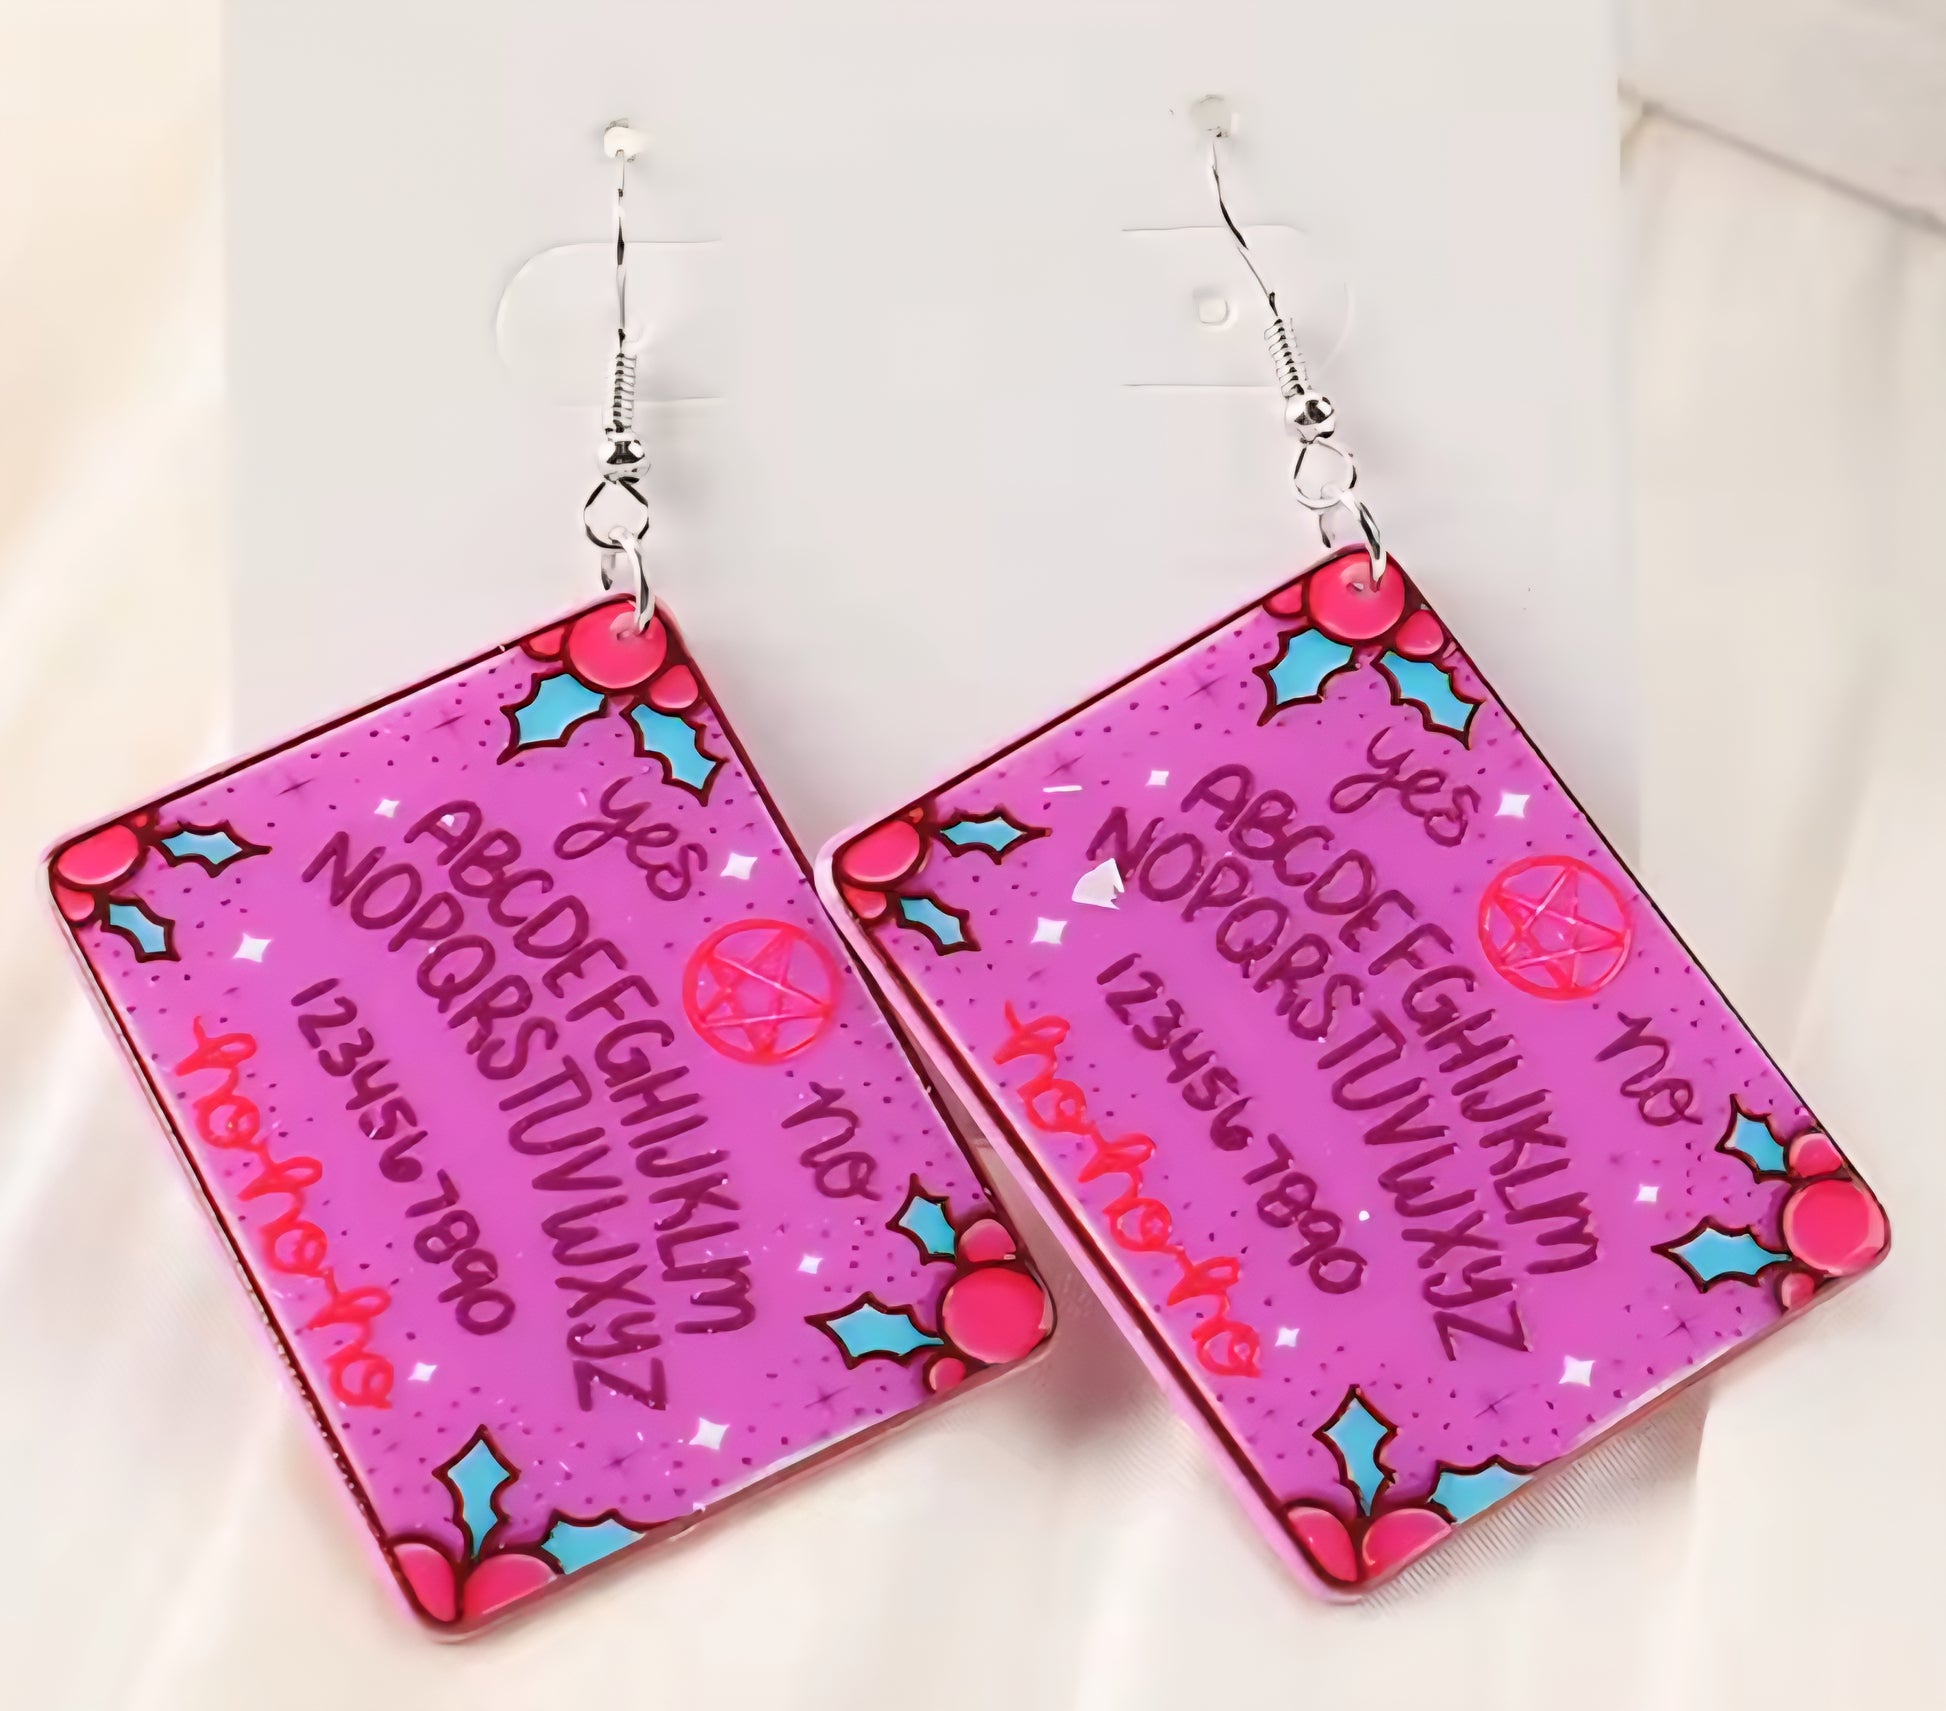 yes no
ABCDEFGHIJKLM
NOPQRSTUVWXYZ
1234567890
ho-ho-ho
yes no
ABCDEFGHIJKLM
NOPQRSTUVWXYZ
1234567890
ho-ho-ho